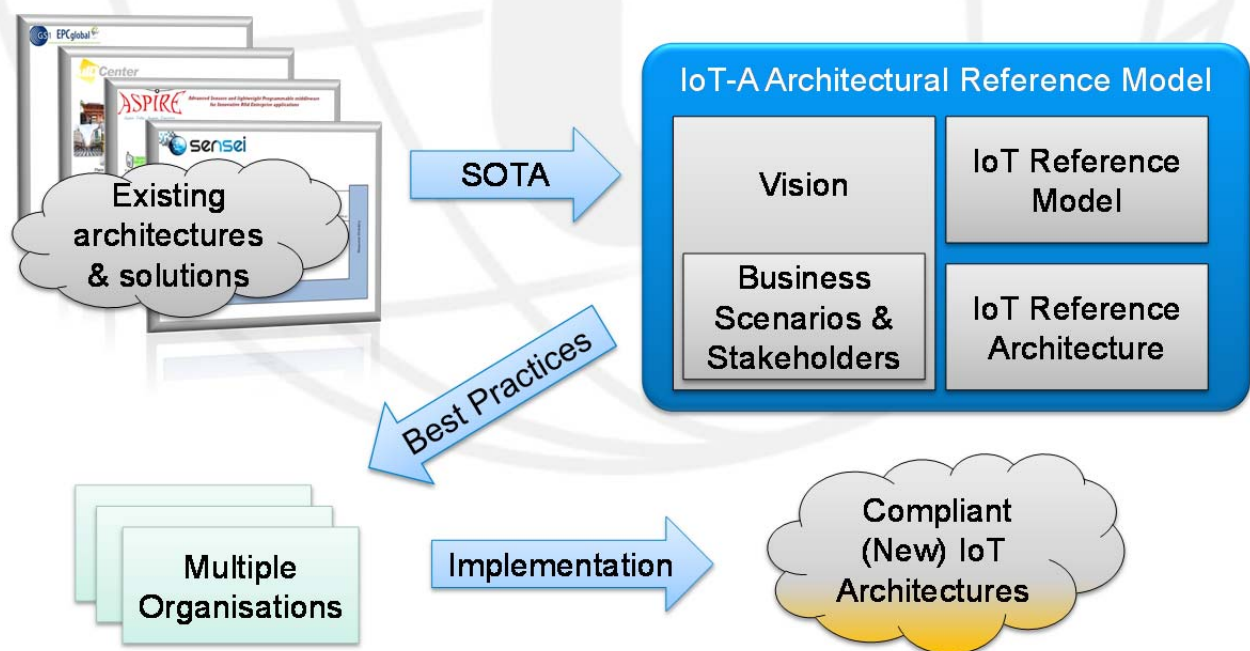 GS1 EPCglobal
Center
ASPIRE
Advanced Sensors and lightweight Programmable middleware
for Innovative Rfid Enterprise applications
sensei
Existing
architectures
& solutions
SOTA
IoT-A Architectural Reference Model
Vision
Business
Scenarios &
Stakeholders
IoT Reference
Model
IoT Reference
Architecture
Best Practices
Multiple
Organisations
Implementation
Compliant
(New) IoT
Architectures